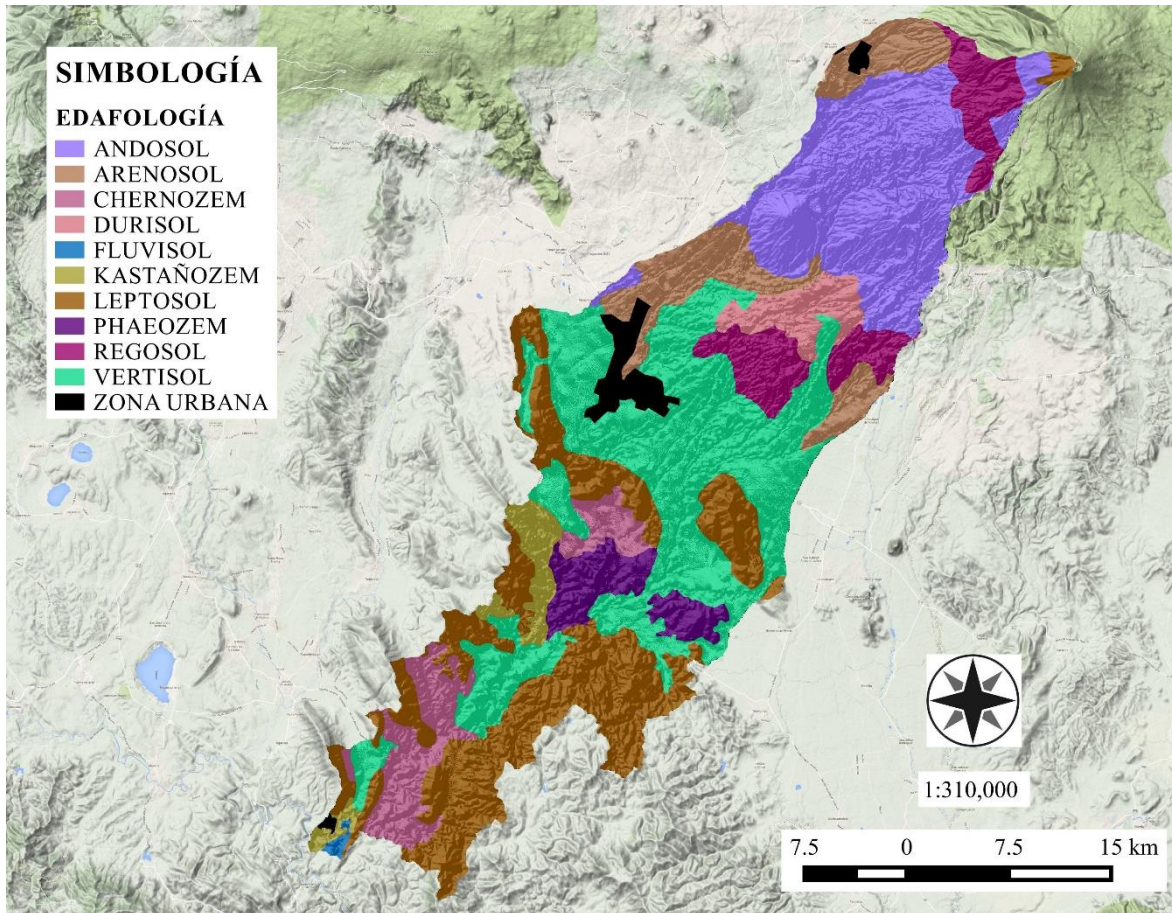 SIMBOLOGÍA
EDAFOLOGÍA
ANDOSOL
ARENOSOL
CHERNOZEM
DURISOL
FLUVISOL
KASTAÑOZEM
LEPTOSOL
PHAEOZEM
REGOSOL
VERTISOL
ZONA URBANA
1:310,000
7.5 0 7.5 15 km